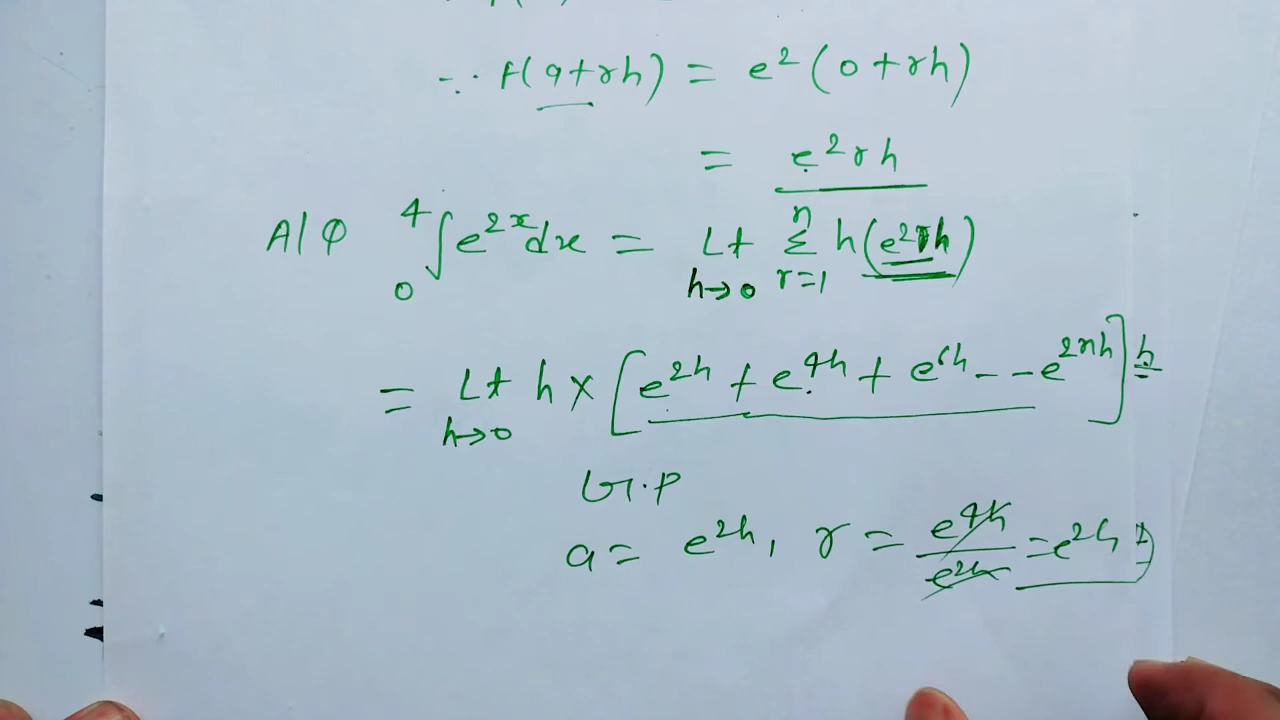 ∴ f(a+rh) = e^2(0+rh)
= e^2rh
A/Q ∫_0^4 e^{2x}dx = Lt_{h→0} Σ_{r=1}^{n} h(e^{2rh})
= Lt_{h→0} h × [e^{2h} + e^{4h} + e^{6h} - - e^{2nh}]
G.P
a = e^{2h}, r = e^{4h}/e^{2h} = e^{2h}